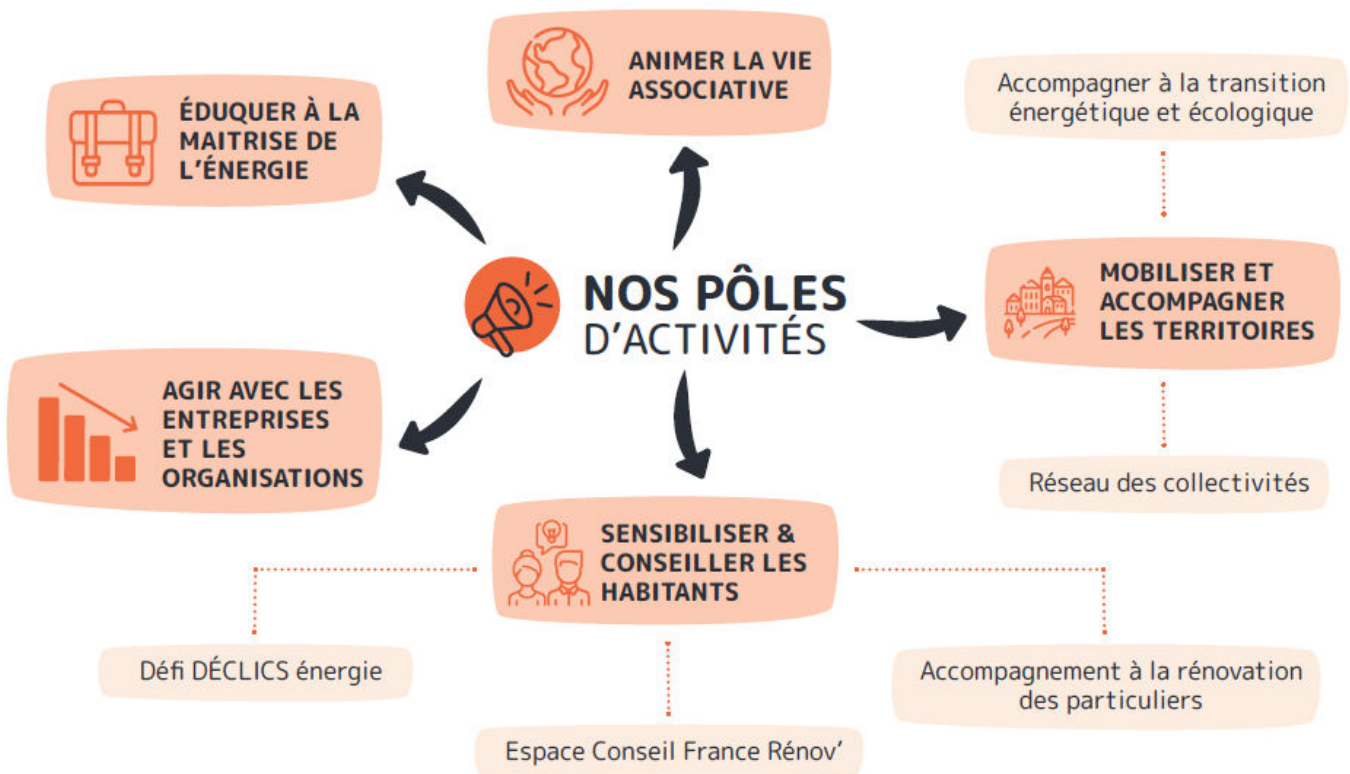 ANIMER LA VIE
ASSOCIATIVE
ÉDUQUER À LA
MAITRISE DE
L'ÉNERGIE
Accompagner à la transition
énergétique et écologique
NOS PÔLES
D'ACTIVITÉS
MOBILISER ET
ACCOMPAGNER
LES TERRITOIRES
AGIR AVEC LES
ENTREPRISES
ET LES
ORGANISATIONS
Réseau des collectivités
SENSIBILISER &
CONSEILLER LES
HABITANTS
Défi DÉCLICS énergie
Accompagnement à la rénovation
des particuliers
Espace Conseil France Rénov'